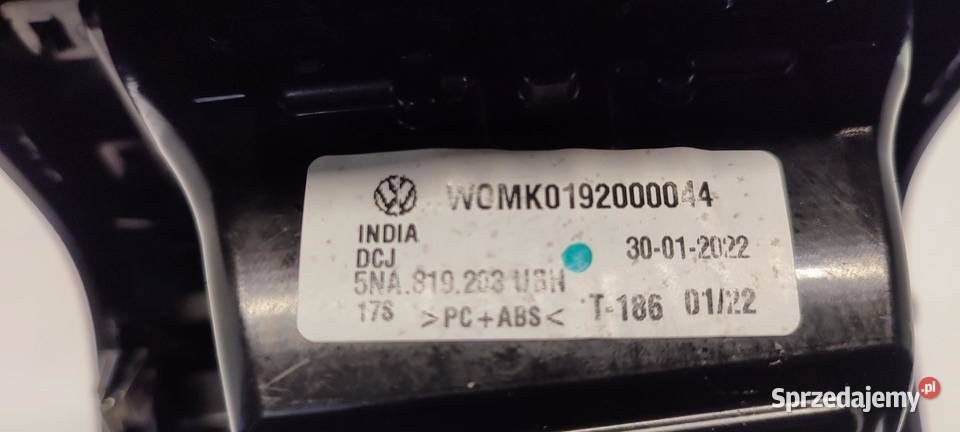 WOMK0192000044
INDIA
30-01-2022
DCJ
5NA.819.203 UBH
17S >PC+ABS< T-186 01/22
Sprzedajemy.pl